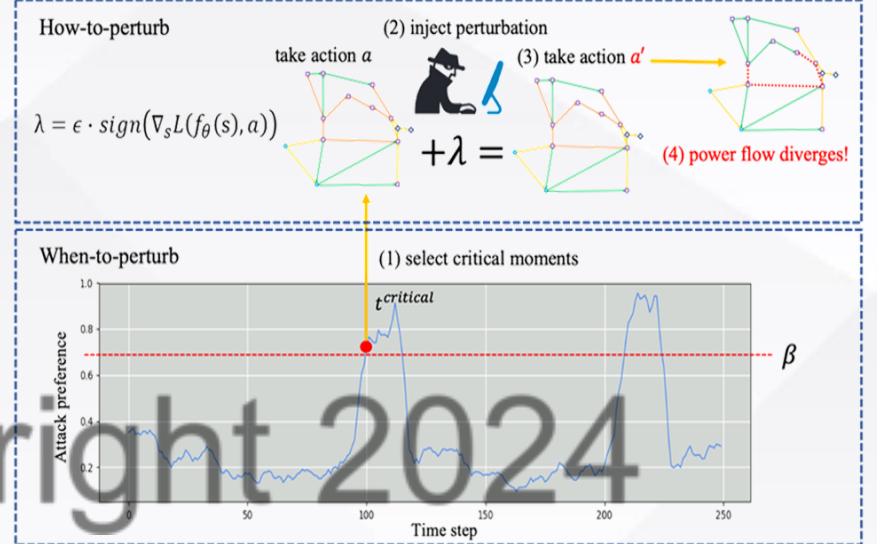 How-to-perturb
(2) inject perturbation
take action a
(3) take action a′
λ = ϵ · sign(∇ₛL(f_θ(s), a))
+λ =
(4) power flow diverges!
When-to-perturb
(1) select critical moments
t^critical
β
Attack preference
1.0
0.8
0.6
0.4
0.2
0
50
100
150
200
250
Time step
right 2024